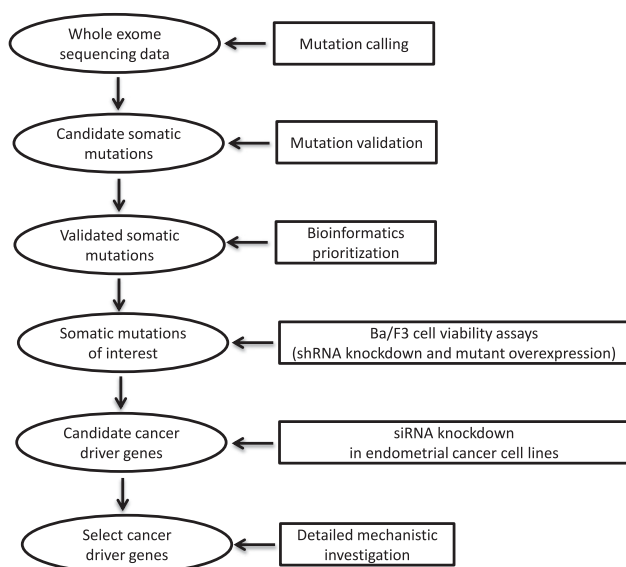 Whole exome
sequencing data
Mutation calling
Candidate somatic
mutations
Mutation validation
Validated somatic
mutations
Bioinformatics
prioritization
Somatic mutations
of interest
Ba/F3 cell viability assays
(shRNA knockdown and mutant overexpression)
Candidate cancer
driver genes
siRNA knockdown
in endometrial cancer cell lines
Select cancer
driver genes
Detailed mechanistic
investigation